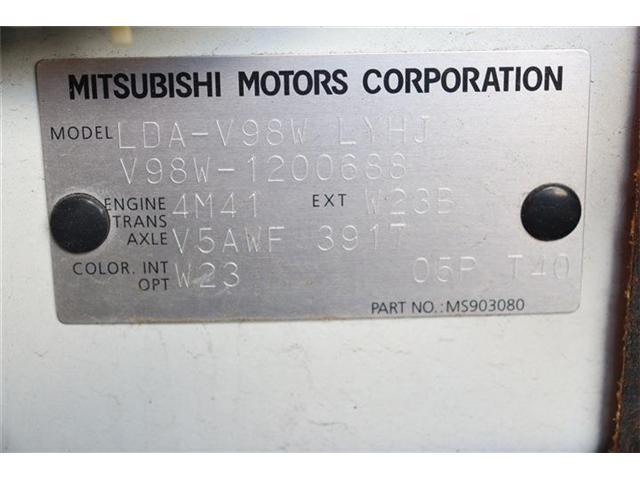 MITSUBISHI MOTORS CORPORATION
MODEL LDA-V98W LYHJ
V98W-1200688
ENGINE 4M41 EXT W23B
TRANS
AXLE V5AWF 3917
COLOR. INT W23 05P T40
OPT
PART NO.:MS903080